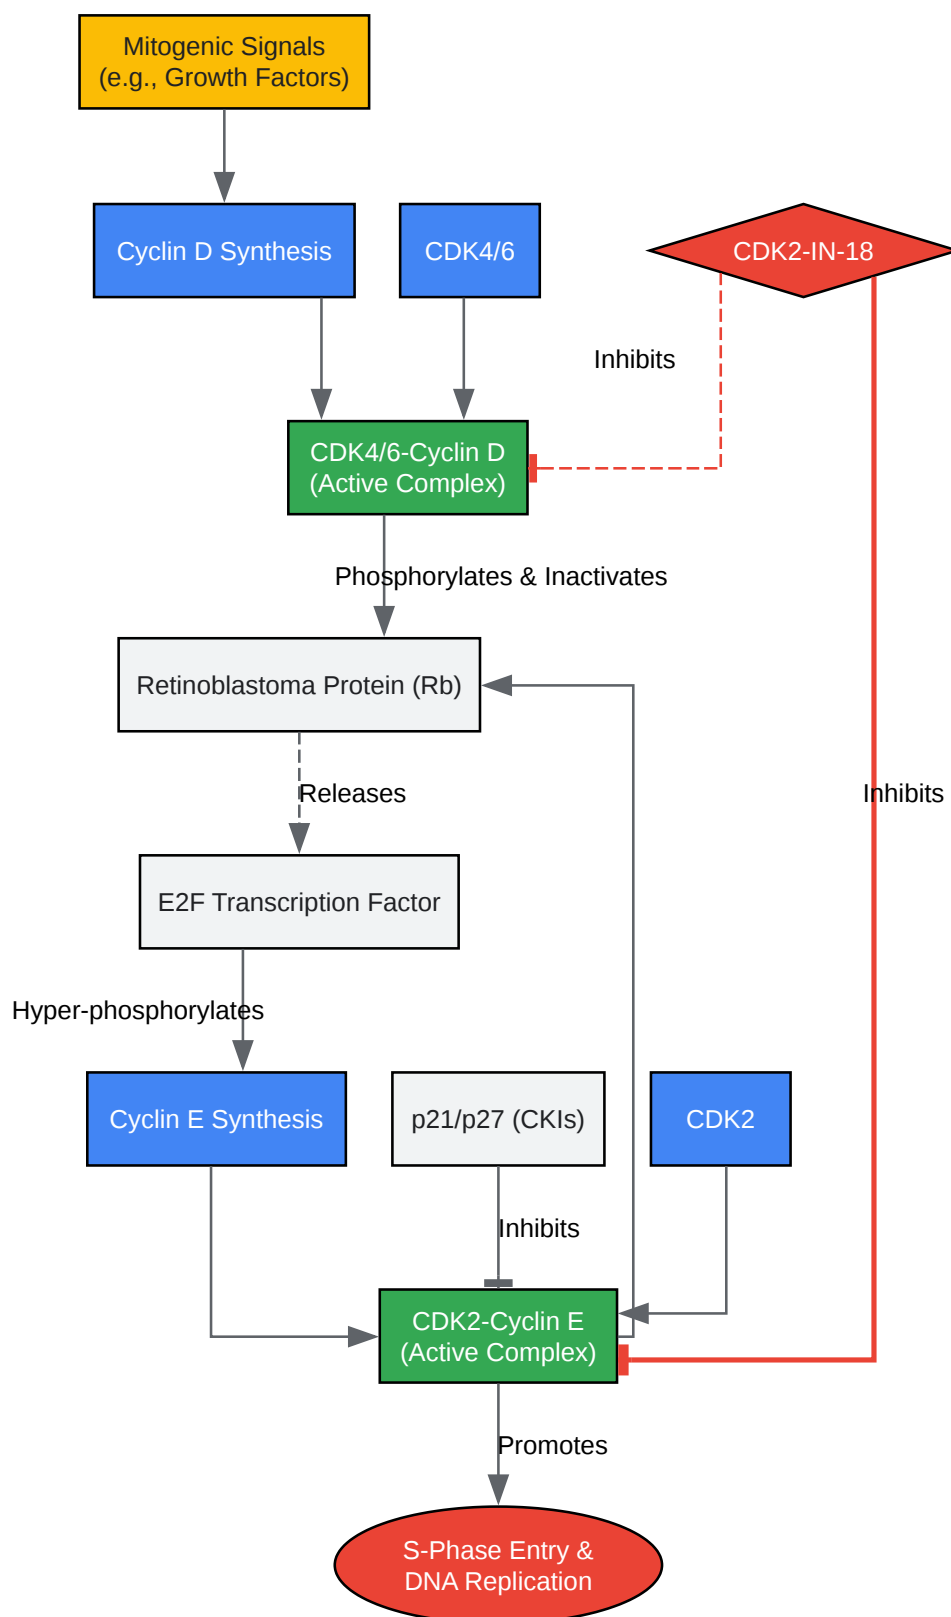 Mitogenic Signals
(e.g., Growth Factors)
Cyclin D Synthesis
CDK4/6
CDK2-IN-18
Inhibits
CDK4/6-Cyclin D
(Active Complex)
Phosphorylates & Inactivates
Retinoblastoma Protein (Rb)
Releases
Inhibits
E2F Transcription Factor
Hyper-phosphorylates
Cyclin E Synthesis
p21/p27 (CKIs)
CDK2
Inhibits
CDK2-Cyclin E
(Active Complex)
Promotes
S-Phase Entry &
DNA Replication